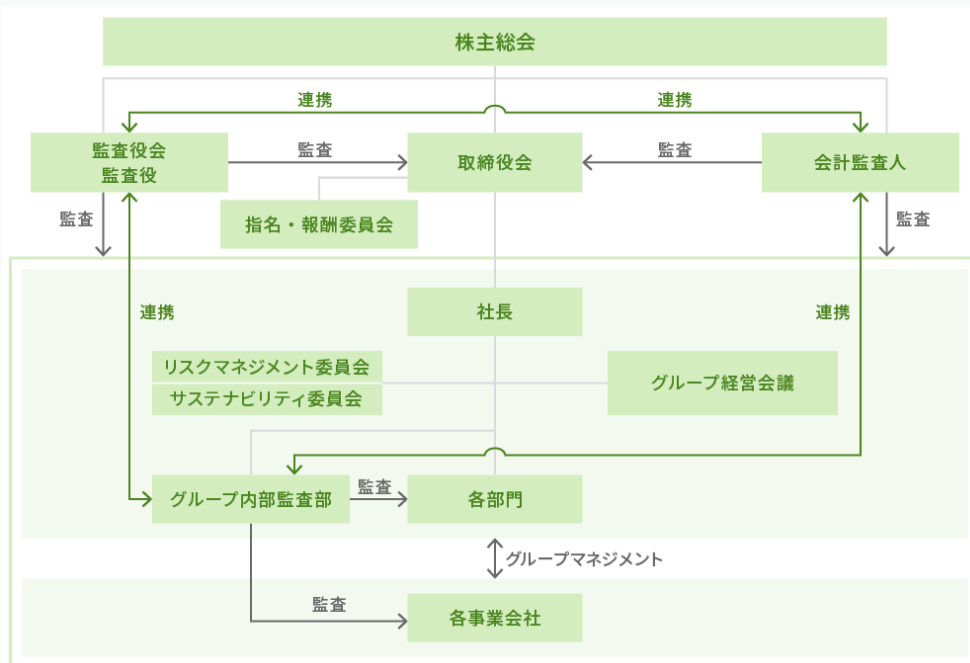 株主総会
連携
連携
監査役会
監査役
監査
取締役会
監査
会計監査人
監査
指名・報酬委員会
監査
社長
連携
連携
リスクマネジメント委員会
サステナビリティ委員会
グループ経営会議
グループ内部監査部
監査
各部門
グループマネジメント
監査
各事業会社